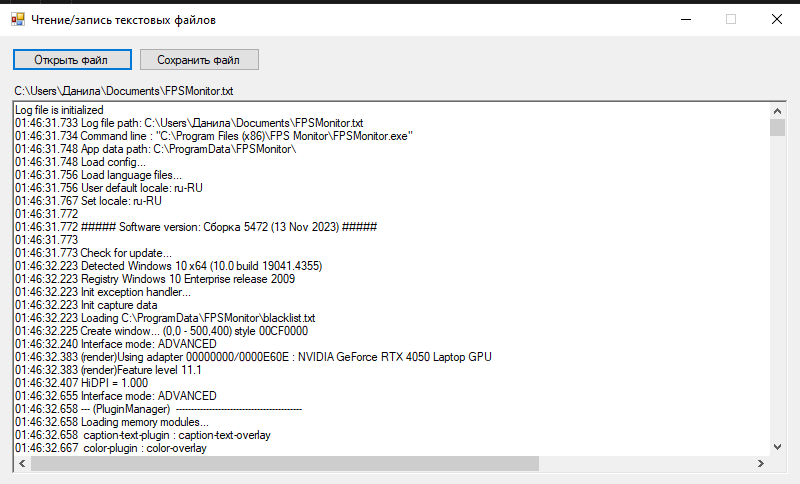 Чтение/запись текстовых файлов
Открыть файл
Сохранить файл
C:\Users\Данила\Documents\FPSMonitor.txt
Log file is initialized
01:46:31.733 Log file path: C:\Users\Данила\Documents\FPSMonitor.txt
01:46:31.734 Command line : "C:\Program Files (x86)\FPS Monitor\FPSMonitor.exe"
01:46:31.748 App data path: C:\ProgramData\FPSMonitor\
01:46:31.748 Load config...
01:46:31.756 Load language files...
01:46:31.756 User default locale: ru-RU
01:46:31.767 Set locale: ru-RU
01:46:31.772
01:46:31.772 ##### Software version: Сборка 5472 (13 Nov 2023) #####
01:46:31.773
01:46:31.773 Check for update...
01:46:32.223 Detected Windows 10 x64 (10.0 build 19041.4355)
01:46:32.223 Registry Windows 10 Enterprise release 2009
01:46:32.223 Init exception handler...
01:46:32.223 Init capture data
01:46:32.223 Loading C:\ProgramData\FPSMonitor\blacklist.txt
01:46:32.225 Create window... (0,0 - 500,400) style 00CF0000
01:46:32.240 Interface mode: ADVANCED
01:46:32.383 (render)Using adapter 00000000/0000E60E : NVIDIA GeForce RTX 4050 Laptop GPU
01:46:32.383 (render)Feature level 11.1
01:46:32.407 HiDPI = 1.000
01:46:32.655 Interface mode: ADVANCED
01:46:32.658 --- (PluginManager) ------------------------------------------
01:46:32.658 Loading memory modules...
01:46:32.658  caption-text-plugin : caption-text-overlay
01:46:32.667  color-plugin : color-overlay